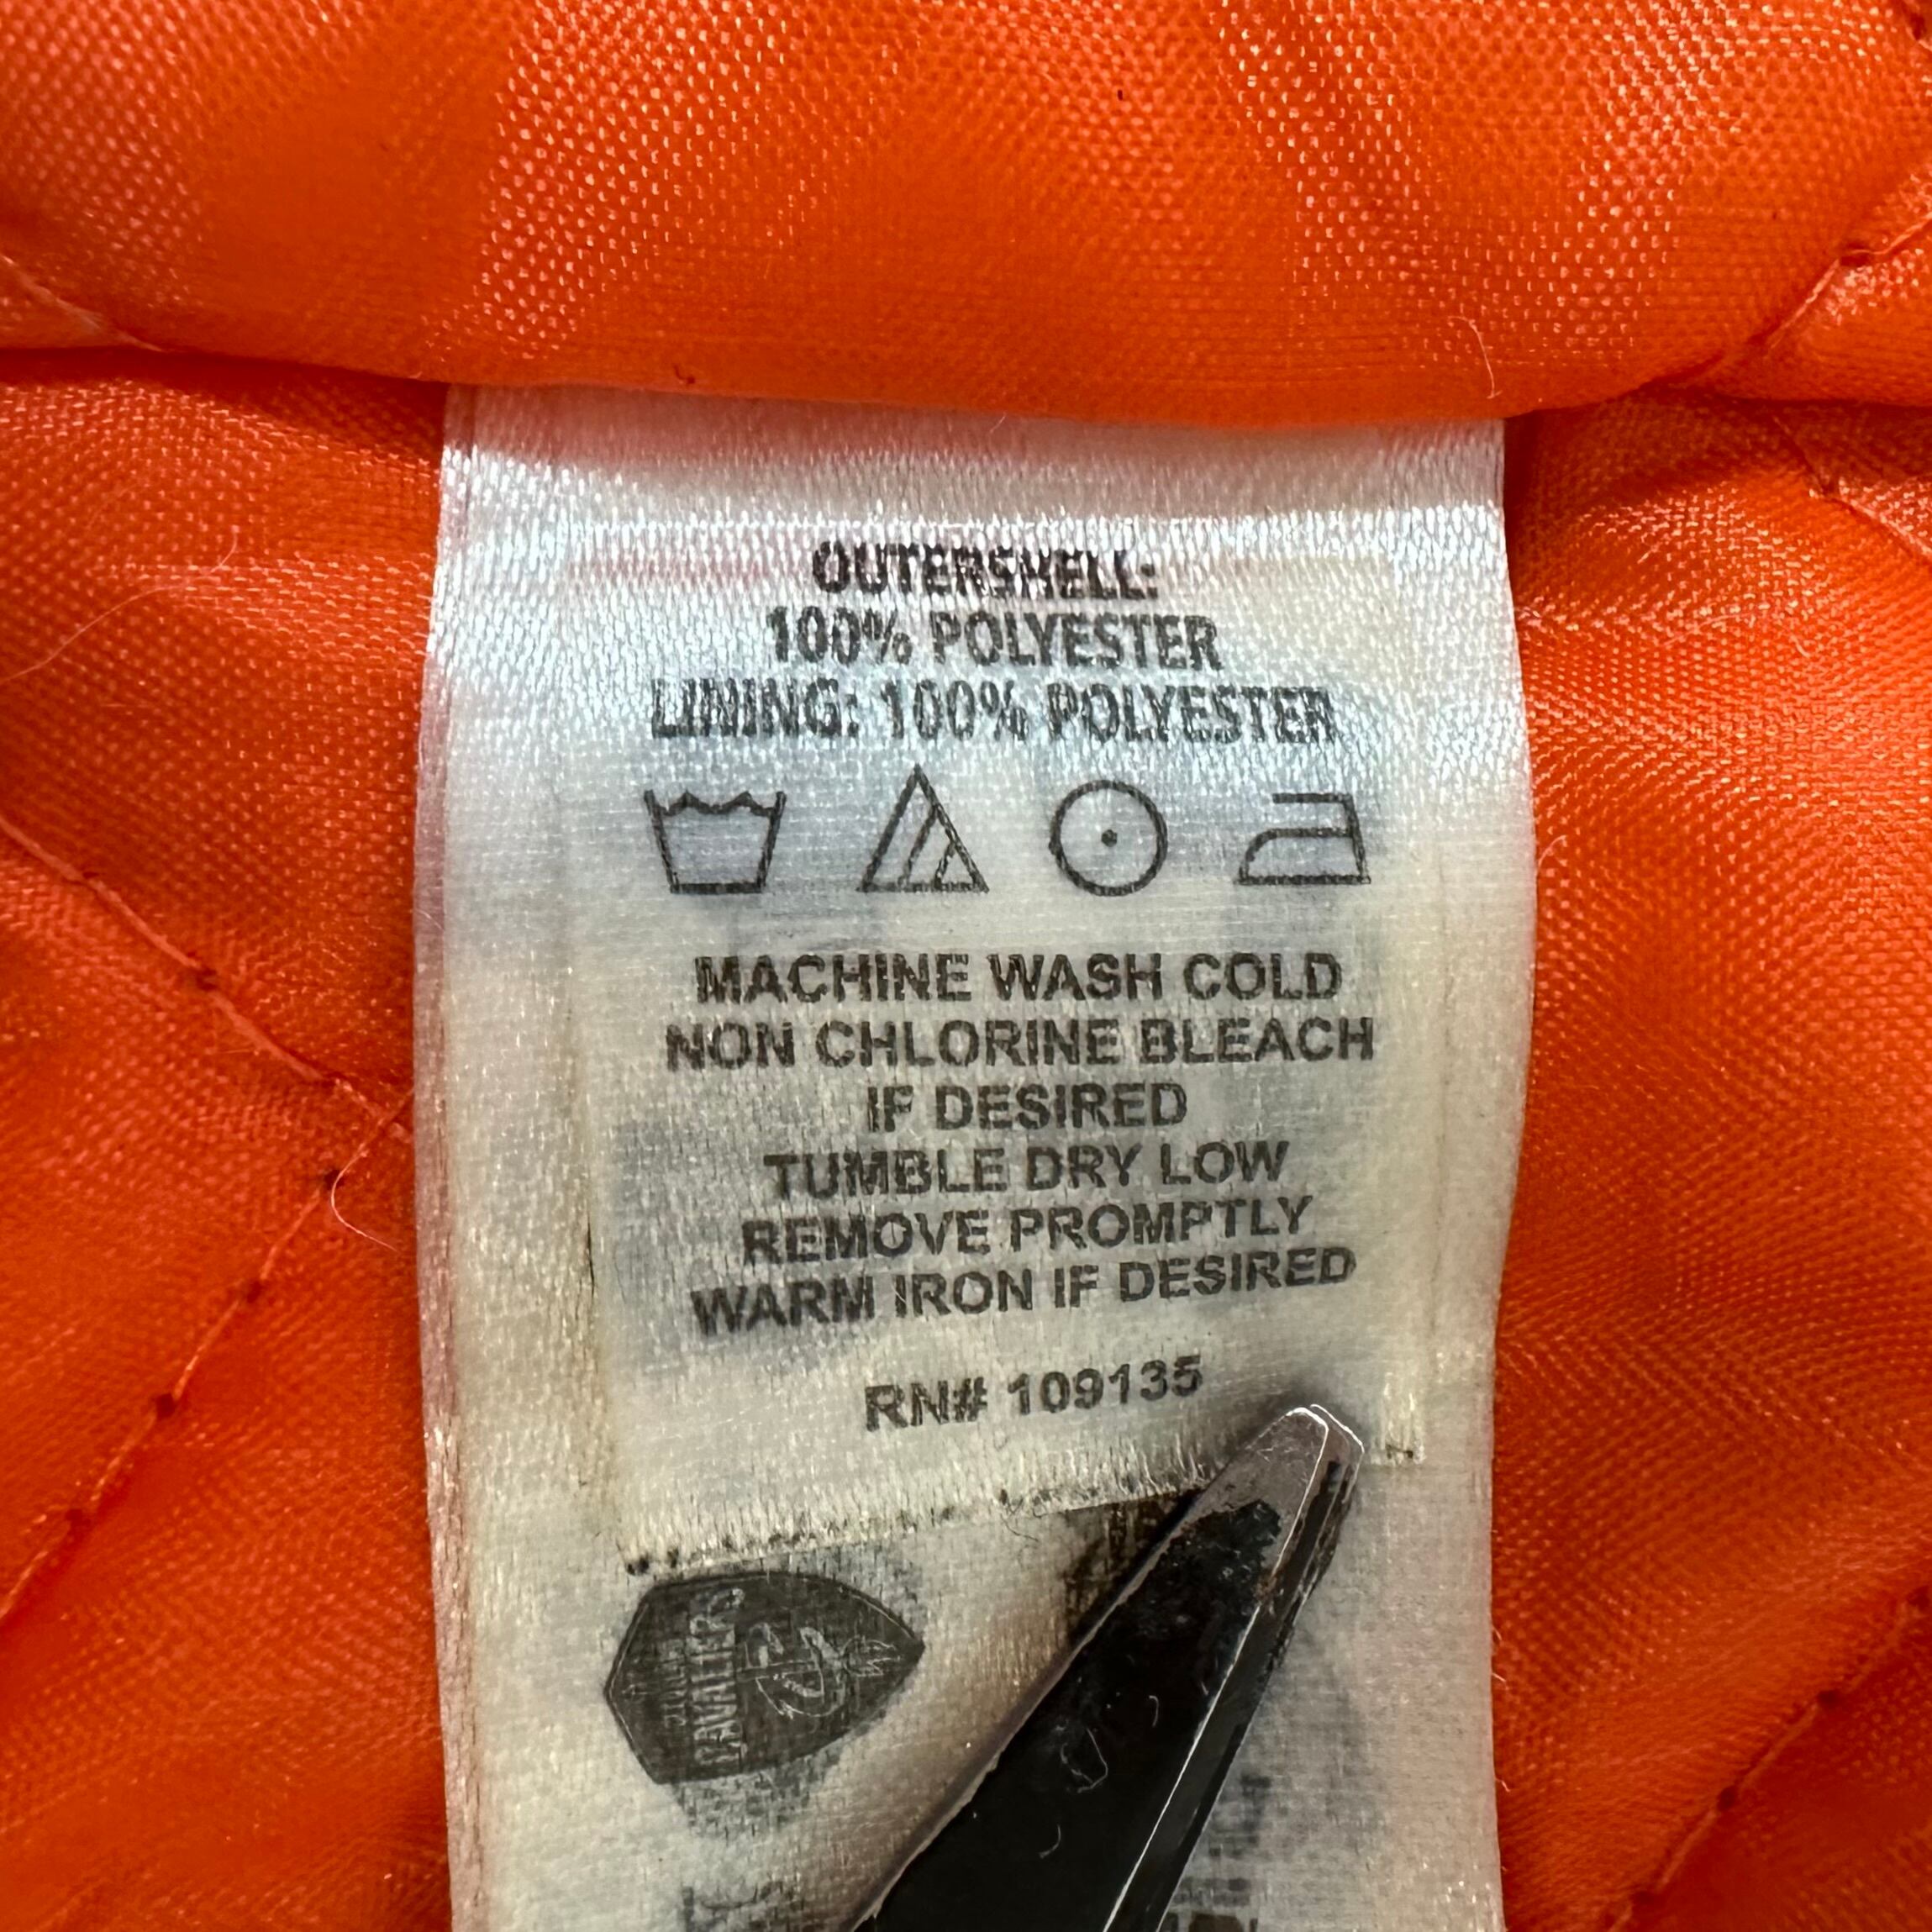 OUTERSHELL:
100% POLYESTER
LINING: 100% POLYESTER
MACHINE WASH COLD
NON CHLORINE BLEACH
IF DESIRED
TUMBLE DRY LOW
REMOVE PROMPTLY
WARM IRON IF DESIRED
RN# 109135
CAVALIERS